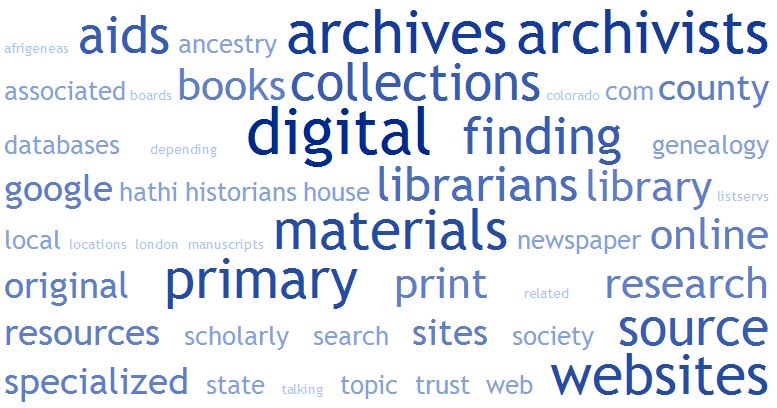 afrigeneas aids ancestry archives archivists
associated boards books collections colorado com county
databases depending digital finding genealogy
google hathi historians house librarians library listservs
local locations london manuscripts materials newspaper online
original primary print related research
resources scholarly search sites society source
specialized state talking topic trust web websites